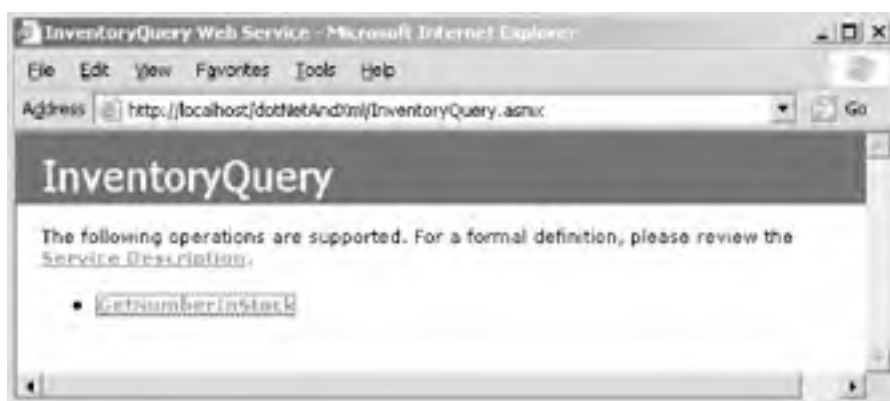 InventoryQuery Web Service - Microsoft Internet Explorer
File Edit View Favorites Tools Help
Address http://localhost/dotNetAndXml/InventoryQuery.asmx Go
InventoryQuery
The following operations are supported. For a formal definition, please review the
Service Description.
• GetNumberInStock